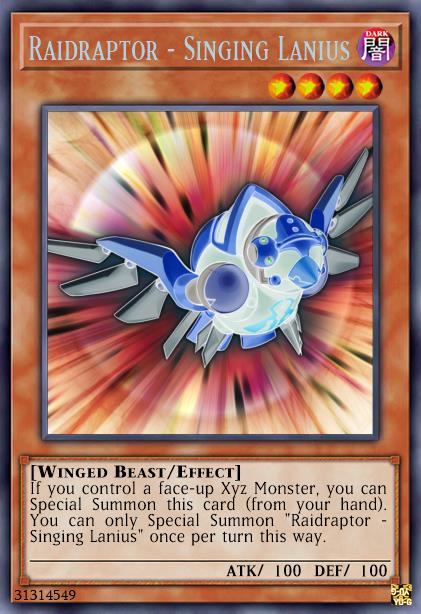 Raidraptor - Singing Lanius
DARK
闇
[Winged Beast/Effect]
If you control a face-up Xyz Monster, you can
Special Summon this card (from your hand).
You can only Special Summon "Raidraptor -
Singing Lanius" once per turn this way.
ATK/ 100 DEF/ 100
31314549